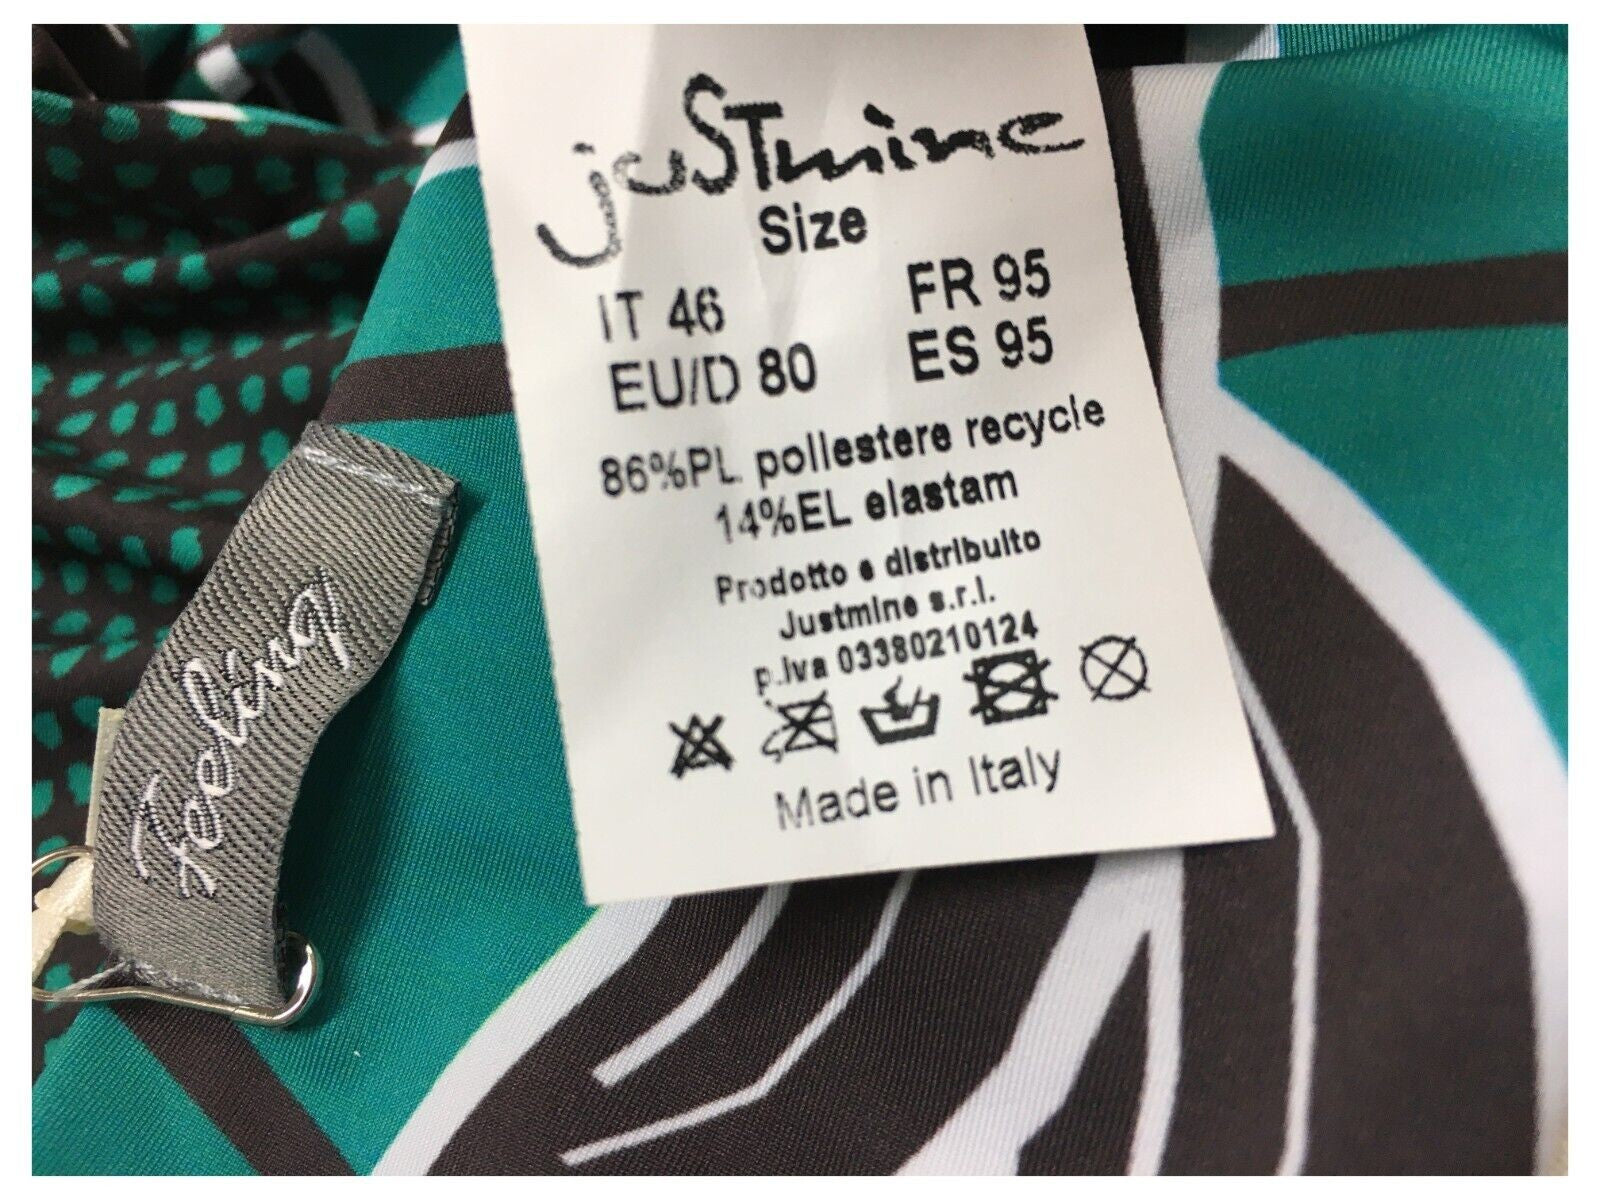 juSTmine
Size
IT 46 FR 95
EU/D 80 ES 95
86%PL poliestere recycle
14%EL elastam
Prodotto e distribuito
Justmine s.r.l.
p.iva 03380210124
Made in Italy
Feeling